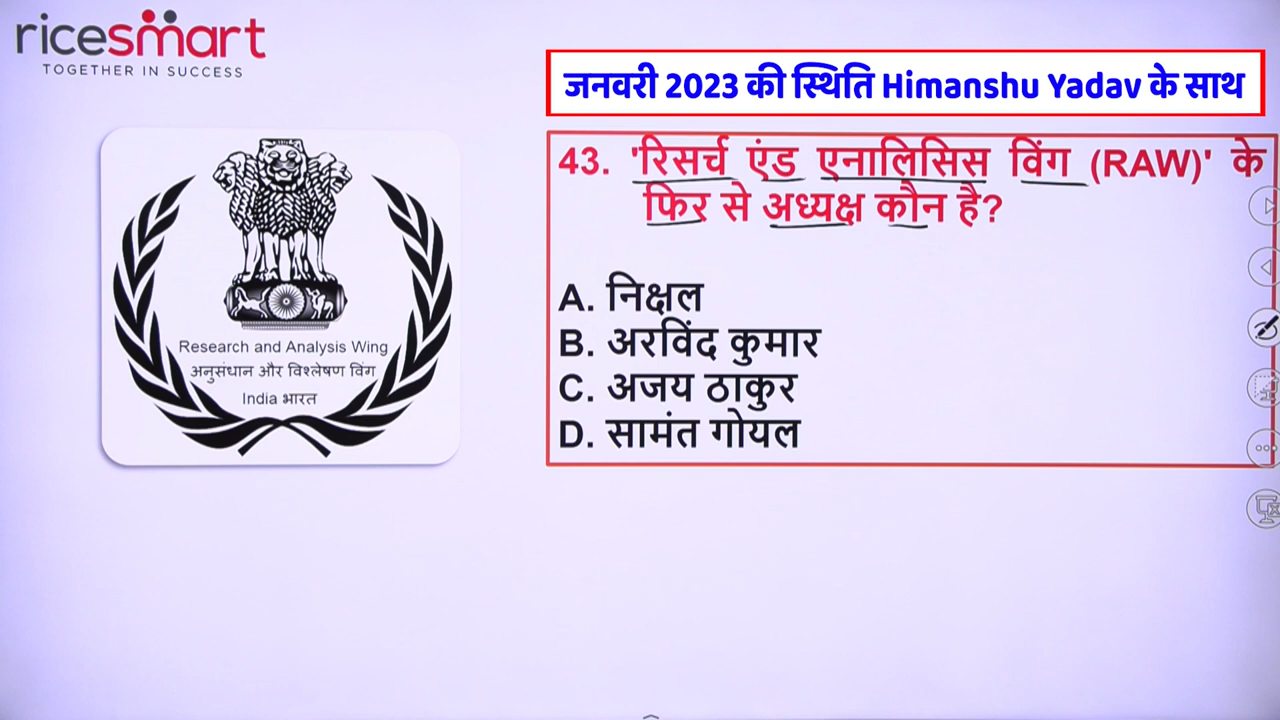 ricesmart
TOGETHER IN SUCCESS
जनवरी 2023 की स्थिति Himanshu Yadav के साथ
Research and Analysis Wing
अनुसंधान और विश्लेषण विंग
India भारत
43. 'रिसर्च एंड एनालिसिस विंग (RAW)' के
फिर से अध्यक्ष कौन है?
A. निक्षल
B. अरविंद कुमार
C. अजय ठाकुर
D. सामंत गोयल